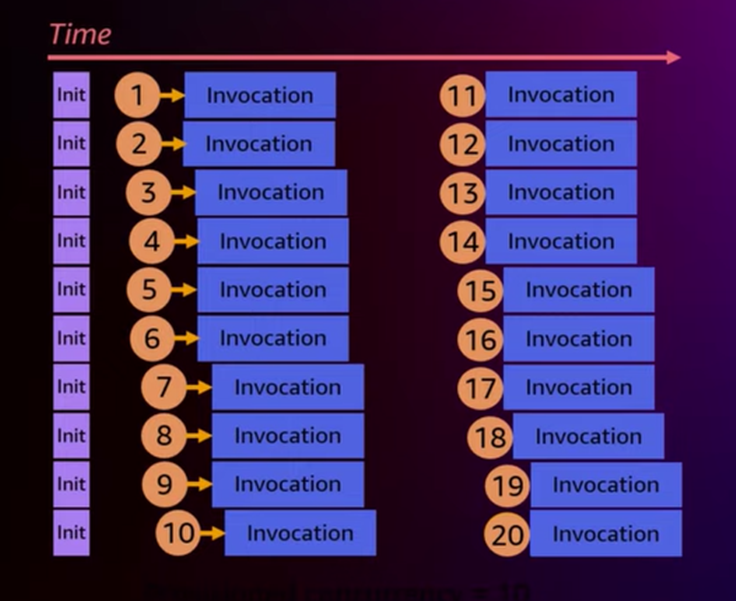 Time
Init 1 Invocation 11 Invocation
Init 2 Invocation 12 Invocation
Init 3 Invocation 13 Invocation
Init 4 Invocation 14 Invocation
Init 5 Invocation 15 Invocation
Init 6 Invocation 16 Invocation
Init 7 Invocation 17 Invocation
Init 8 Invocation 18 Invocation
Init 9 Invocation 19 Invocation
Init 10 Invocation 20 Invocation